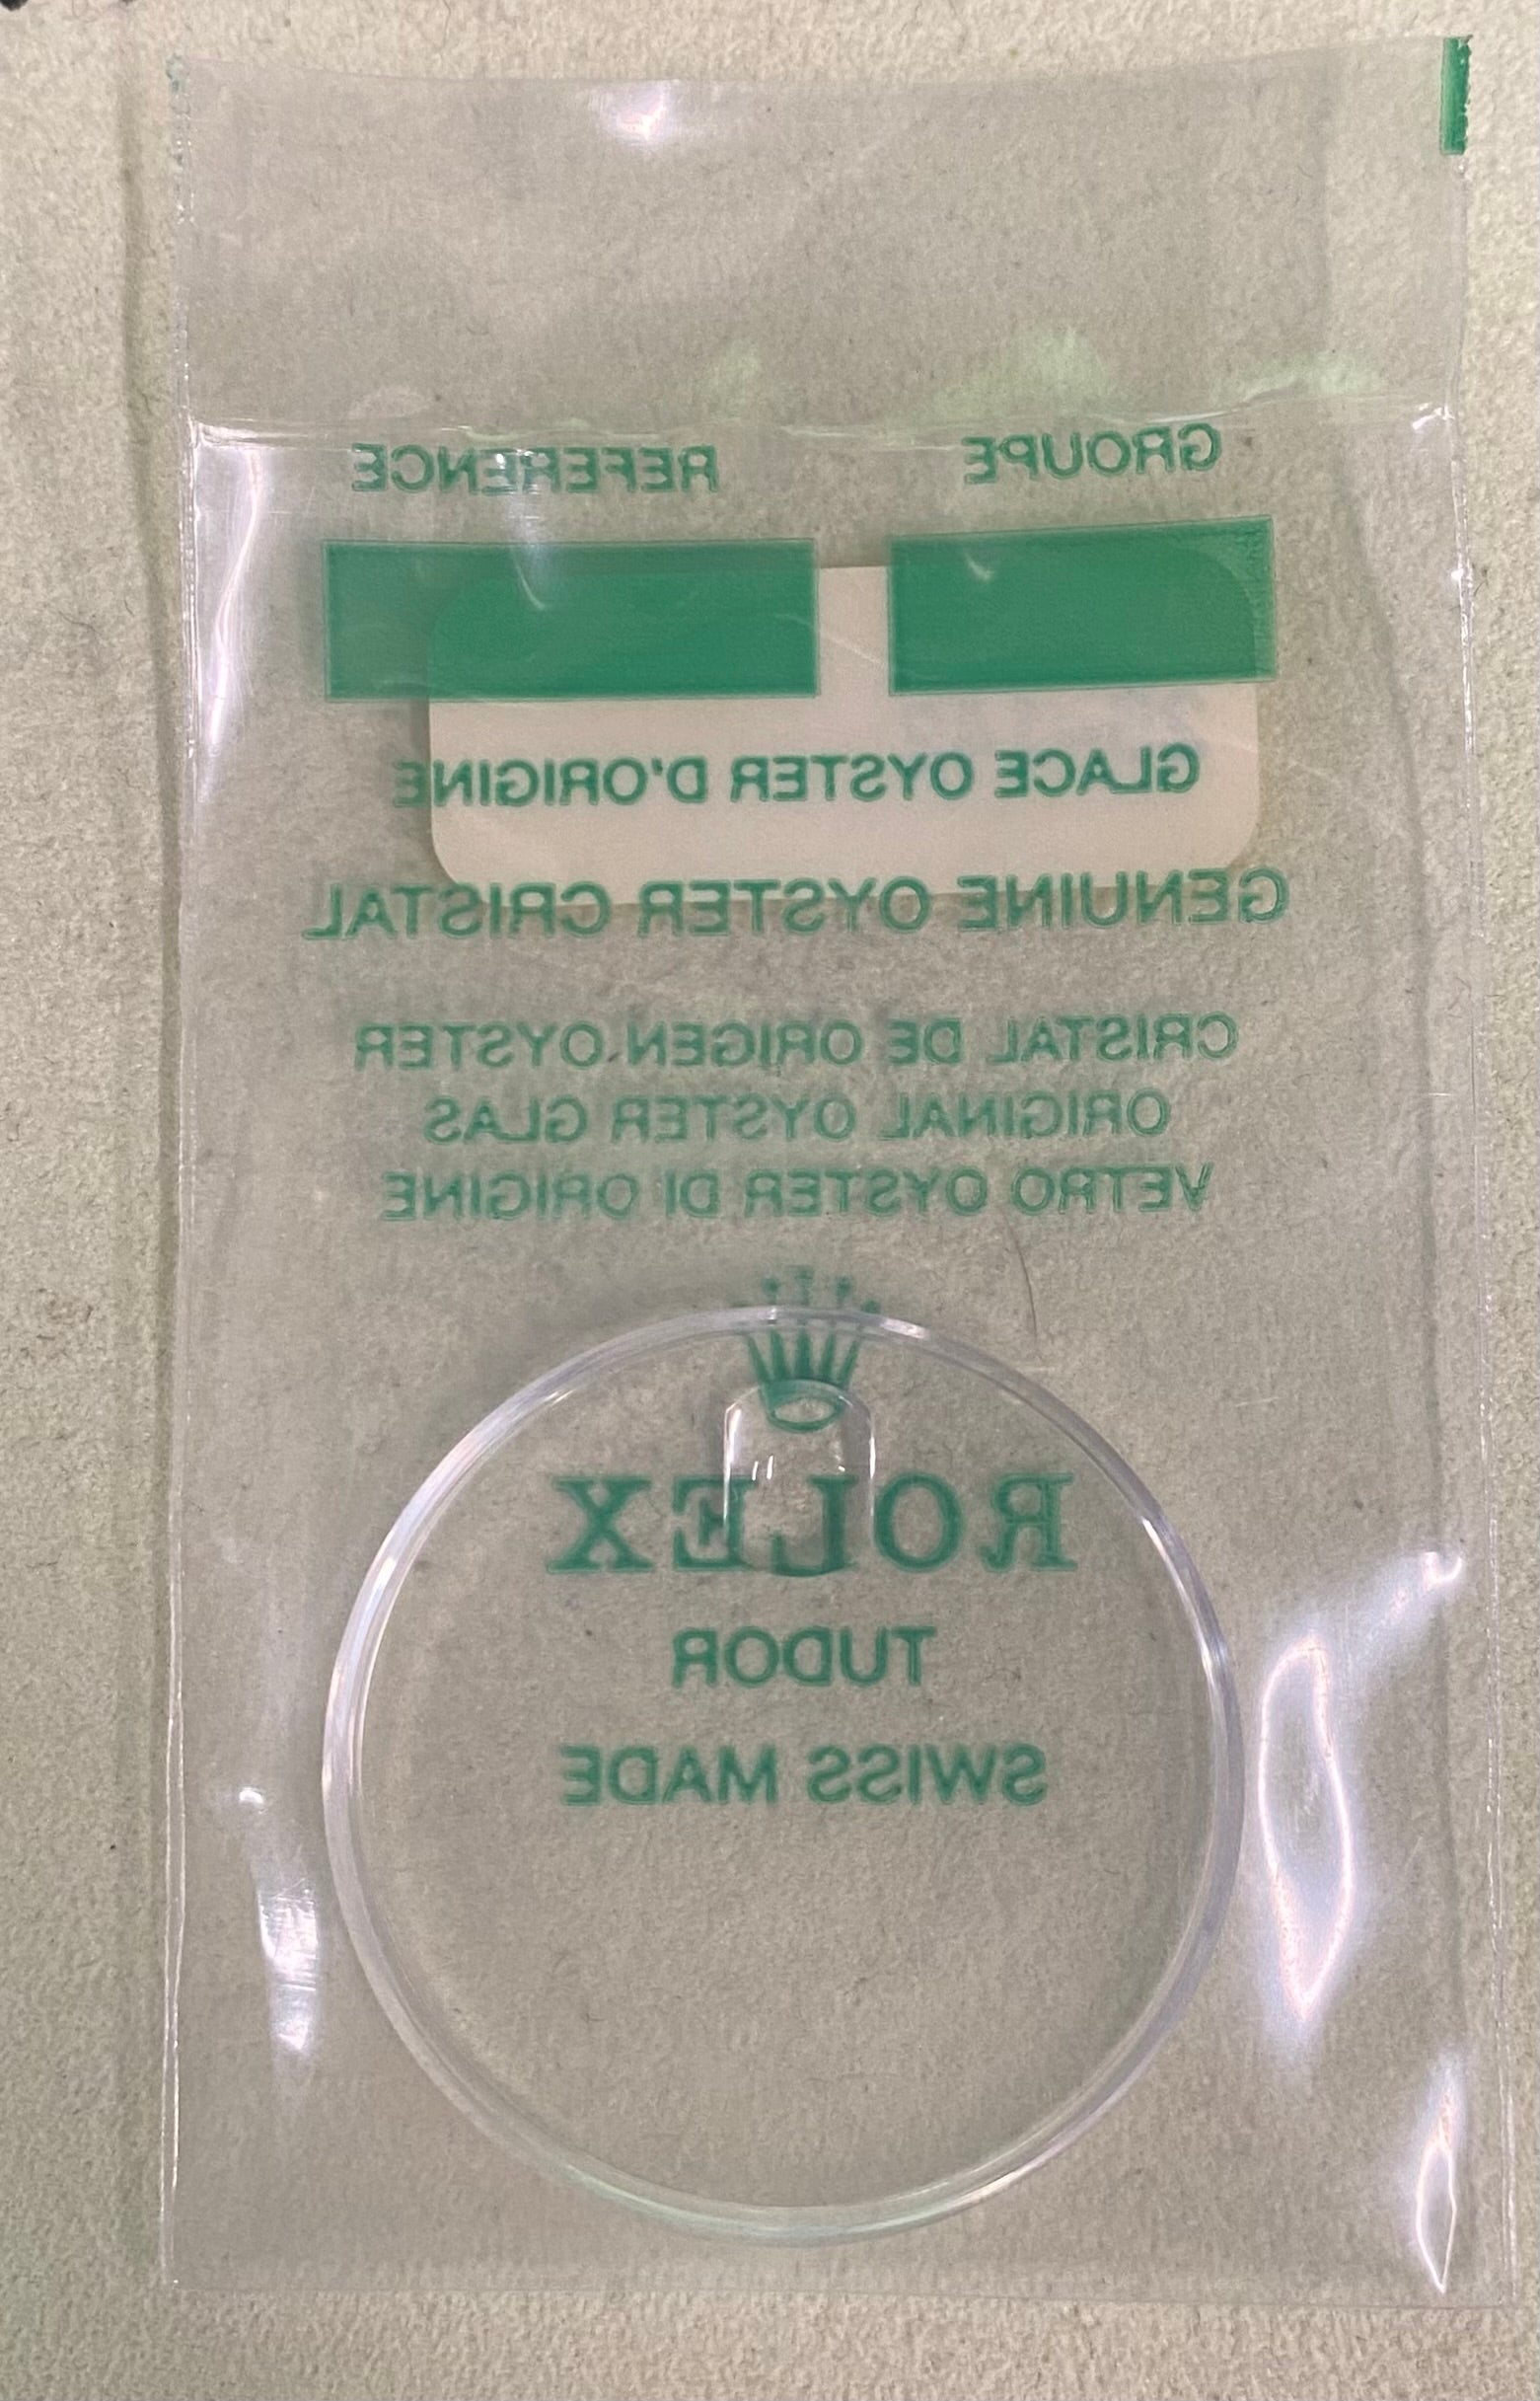 GROUPE REFERENCE
GLACE OYSTER D'ORIGINE
GENUINE OYSTER CRISTAL
CRISTAL DE ORIGEN OYSTER
ORIGINAL OYSTER GLAS
VETRO OYSTER DI ORIGINE
ROLEX
TUDOR
SWISS MADE